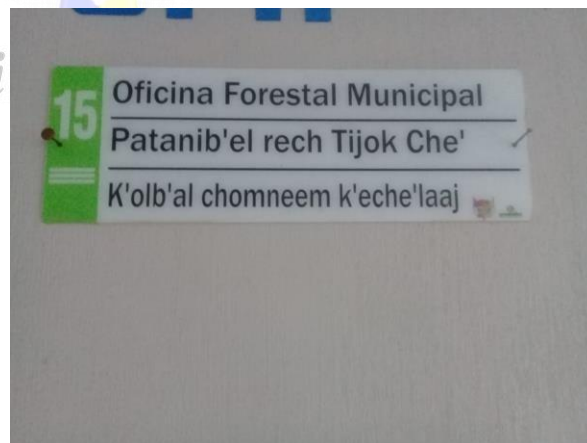 15
Oficina Forestal Municipal
Patanib'el rech Tijok Che'
K'olb'al chomneem k'eche'laaj